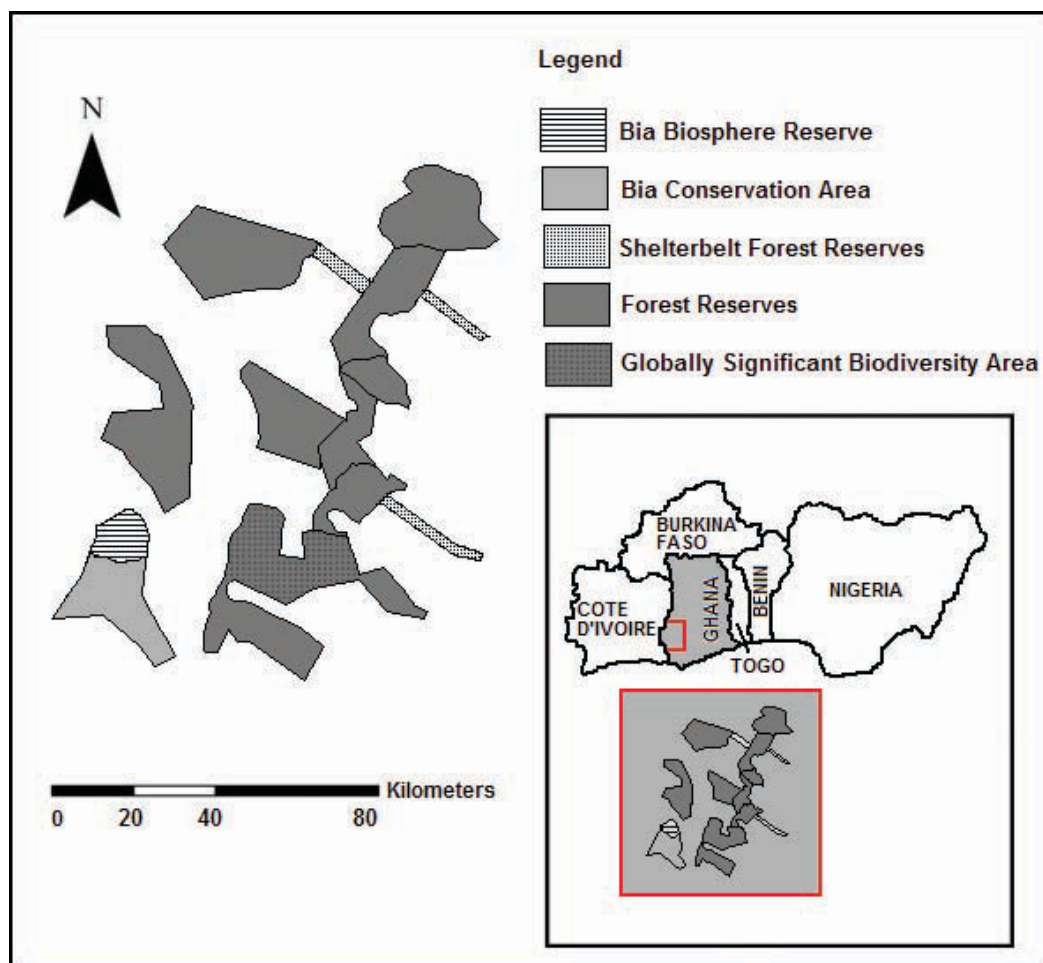 N
Legend
Bia Biosphere Reserve
Bia Conservation Area
Shelterbelt Forest Reserves
Forest Reserves
Globally Significant Biodiversity Area
Kilometers
0 20 40 80
BURKINA
FASO
COTE
D'IVOIRE
GHANA
BENIN
NIGERIA
TOGO